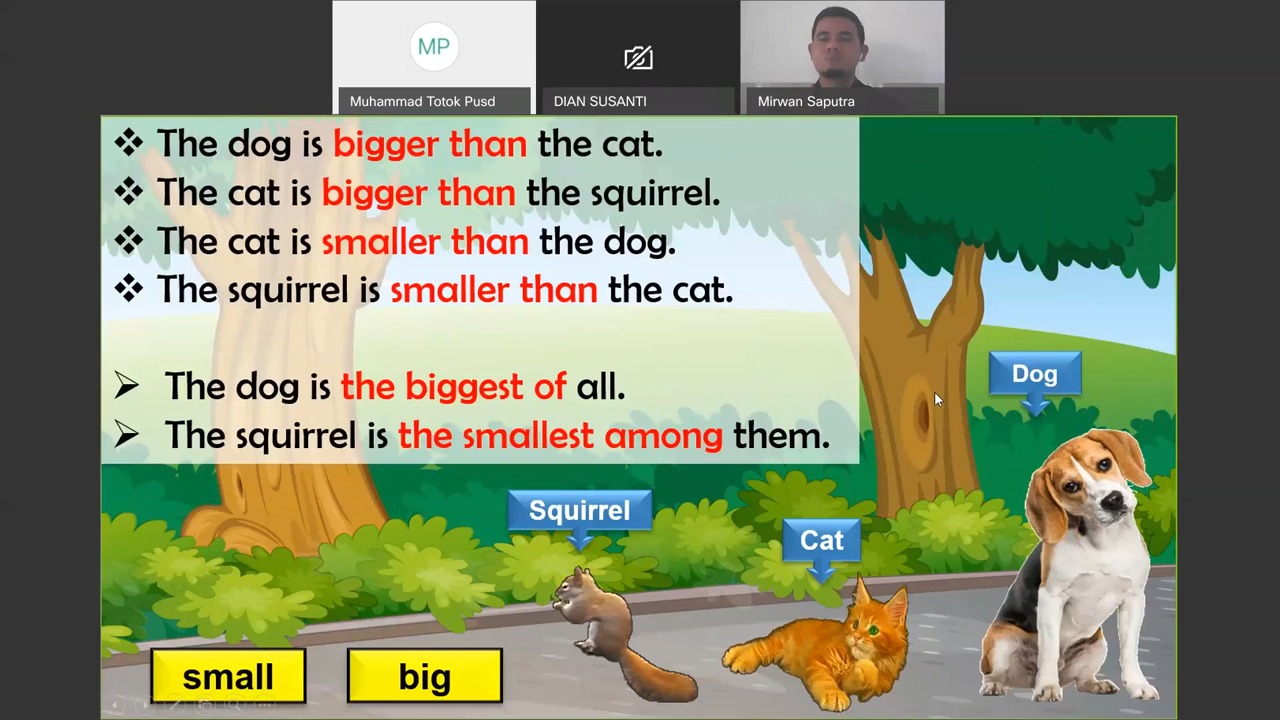 MP
Muhammad Totok Pusd
DIAN SUSANTI
Mirwan Saputra
The dog is bigger than the cat.
The cat is bigger than the squirrel.
The cat is smaller than the dog.
The squirrel is smaller than the cat.
The dog is the biggest of all.
The squirrel is the smallest among them.
Dog
Squirrel
Cat
small
big